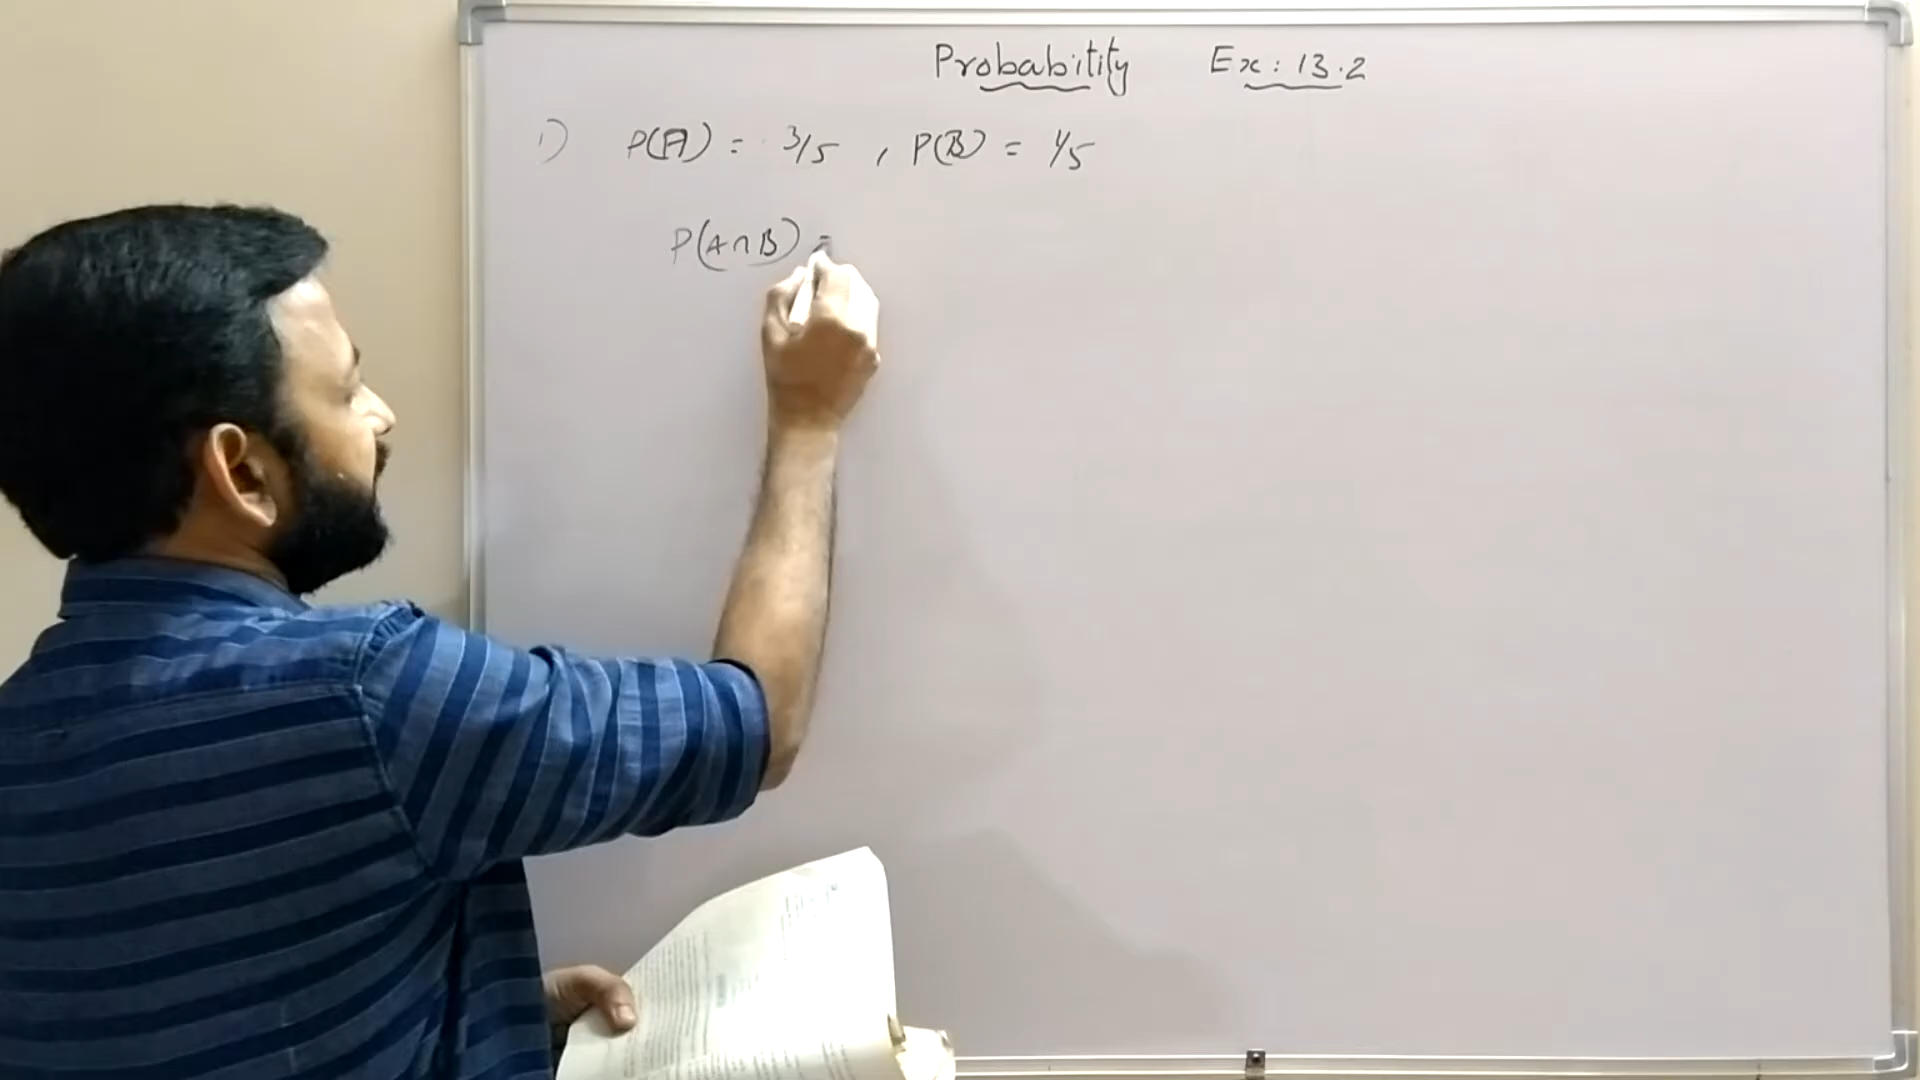 Probability Ex: 13.2
1) P(A) = 3/5 , P(B) = 1/5
P(A∩B) =